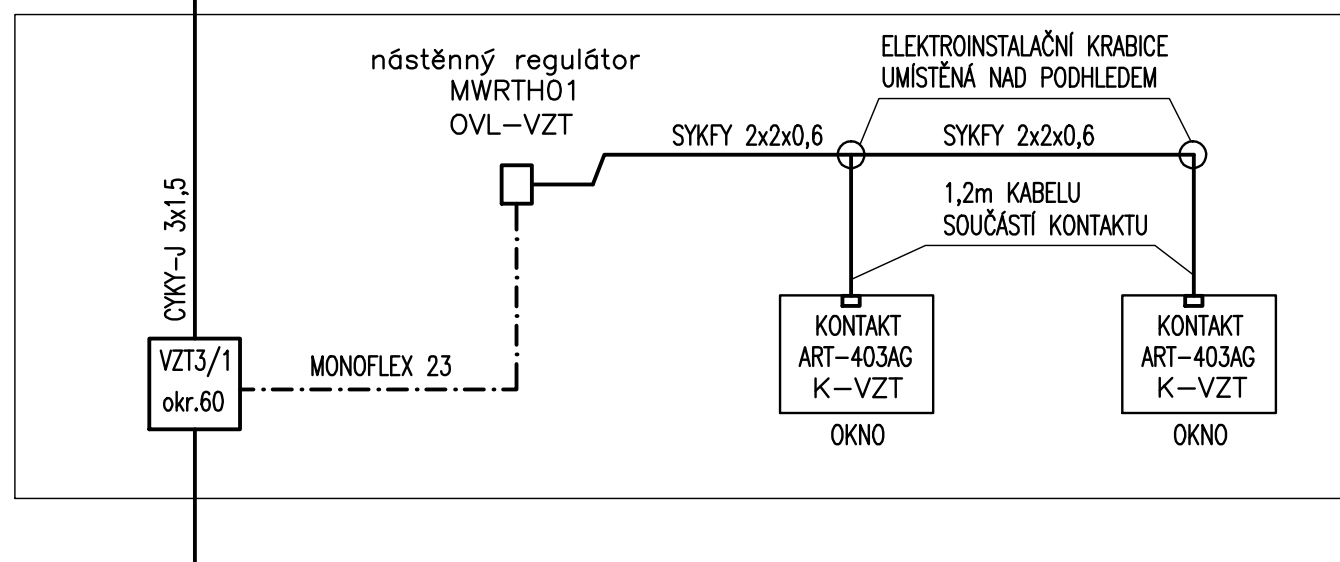 nástěnný regulátor
MWRTH01
OVL-VZT
ELEKTROINSTALAČNÍ KRABICE
UMÍSTĚNÁ NAD PODHLEDEM
SYKFY 2x2x0,6
SYKFY 2x2x0,6
1,2m KABELU
SOUČÁSTÍ KONTAKTU
CYKY-J 3x1,5
VZT3/1
okr.60
MONOFLEX 23
KONTAKT
ART-403AG
K-VZT
OKNO
KONTAKT
ART-403AG
K-VZT
OKNO